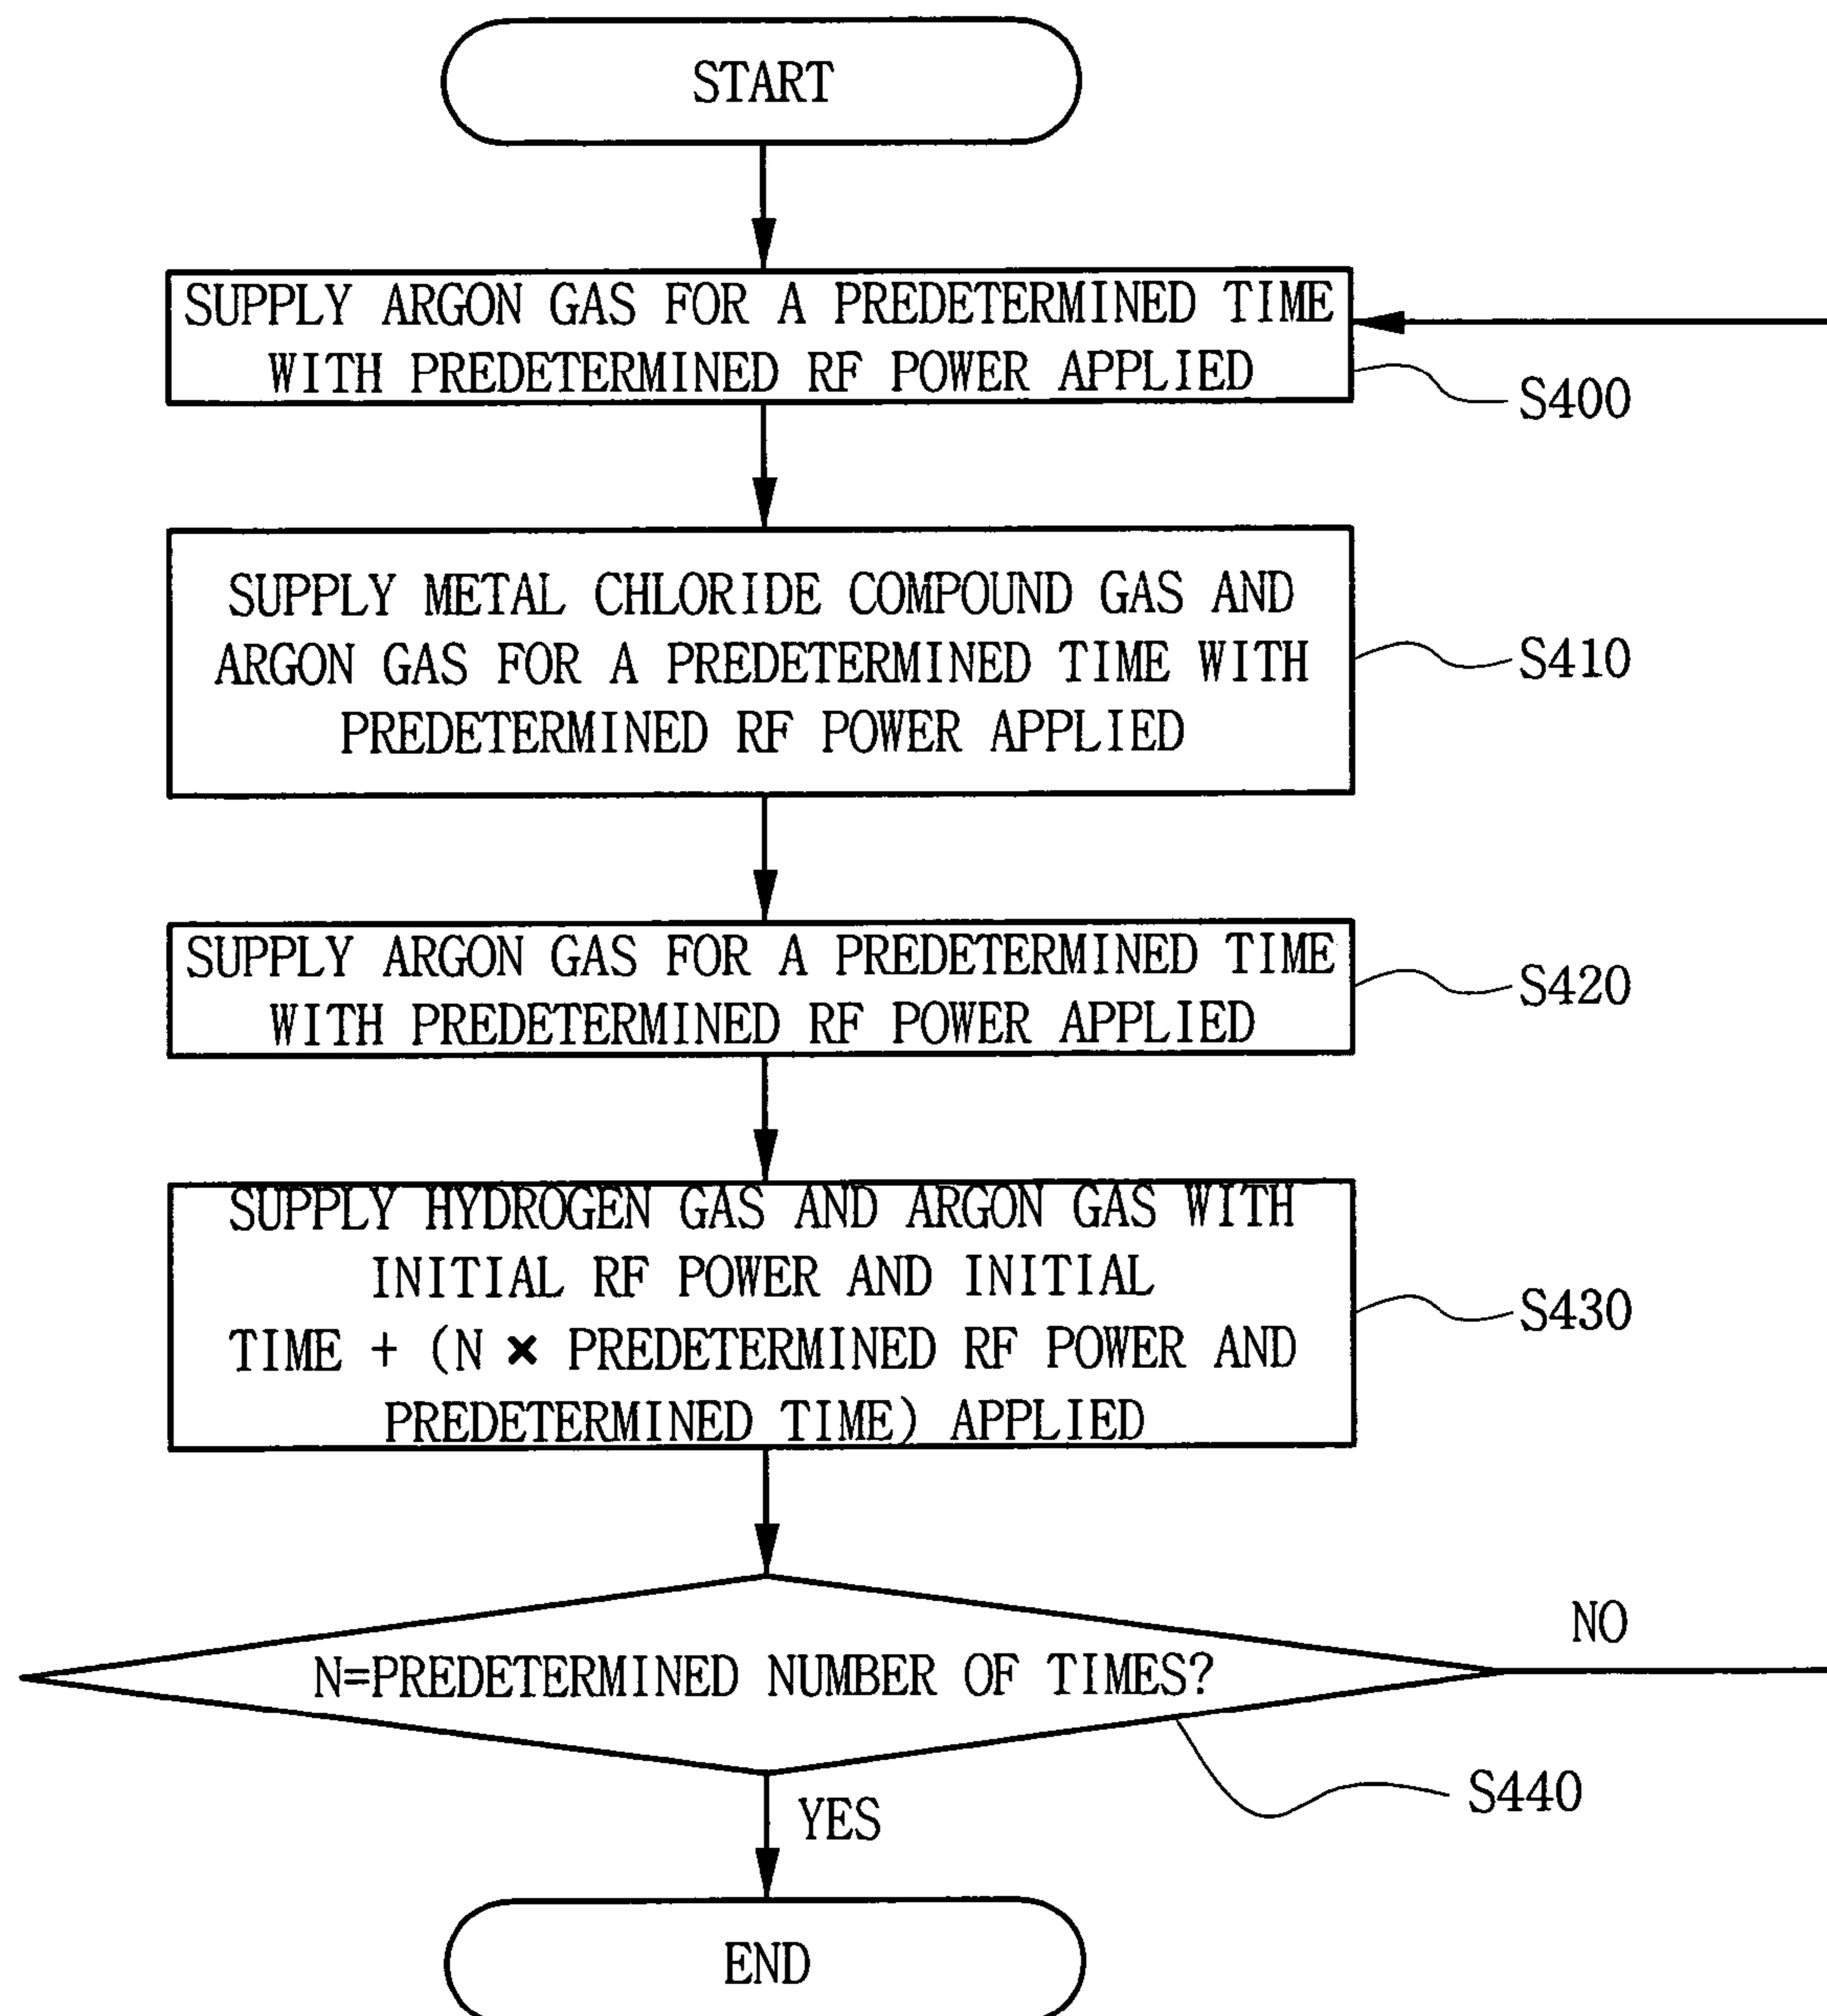 START
SUPPLY ARGON GAS FOR A PREDETERMINED TIME
WITH PREDETERMINED RF POWER APPLIED
S400
SUPPLY METAL CHLORIDE COMPOUND GAS AND
ARGON GAS FOR A PREDETERMINED TIME WITH
PREDETERMINED RF POWER APPLIED
S410
SUPPLY ARGON GAS FOR A PREDETERMINED TIME
WITH PREDETERMINED RF POWER APPLIED
S420
SUPPLY HYDROGEN GAS AND ARGON GAS WITH
INITIAL RF POWER AND INITIAL
TIME + (N × PREDETERMINED RF POWER AND
PREDETERMINED TIME) APPLIED
S430
N=PREDETERMINED NUMBER OF TIMES?
NO
S440
YES
END